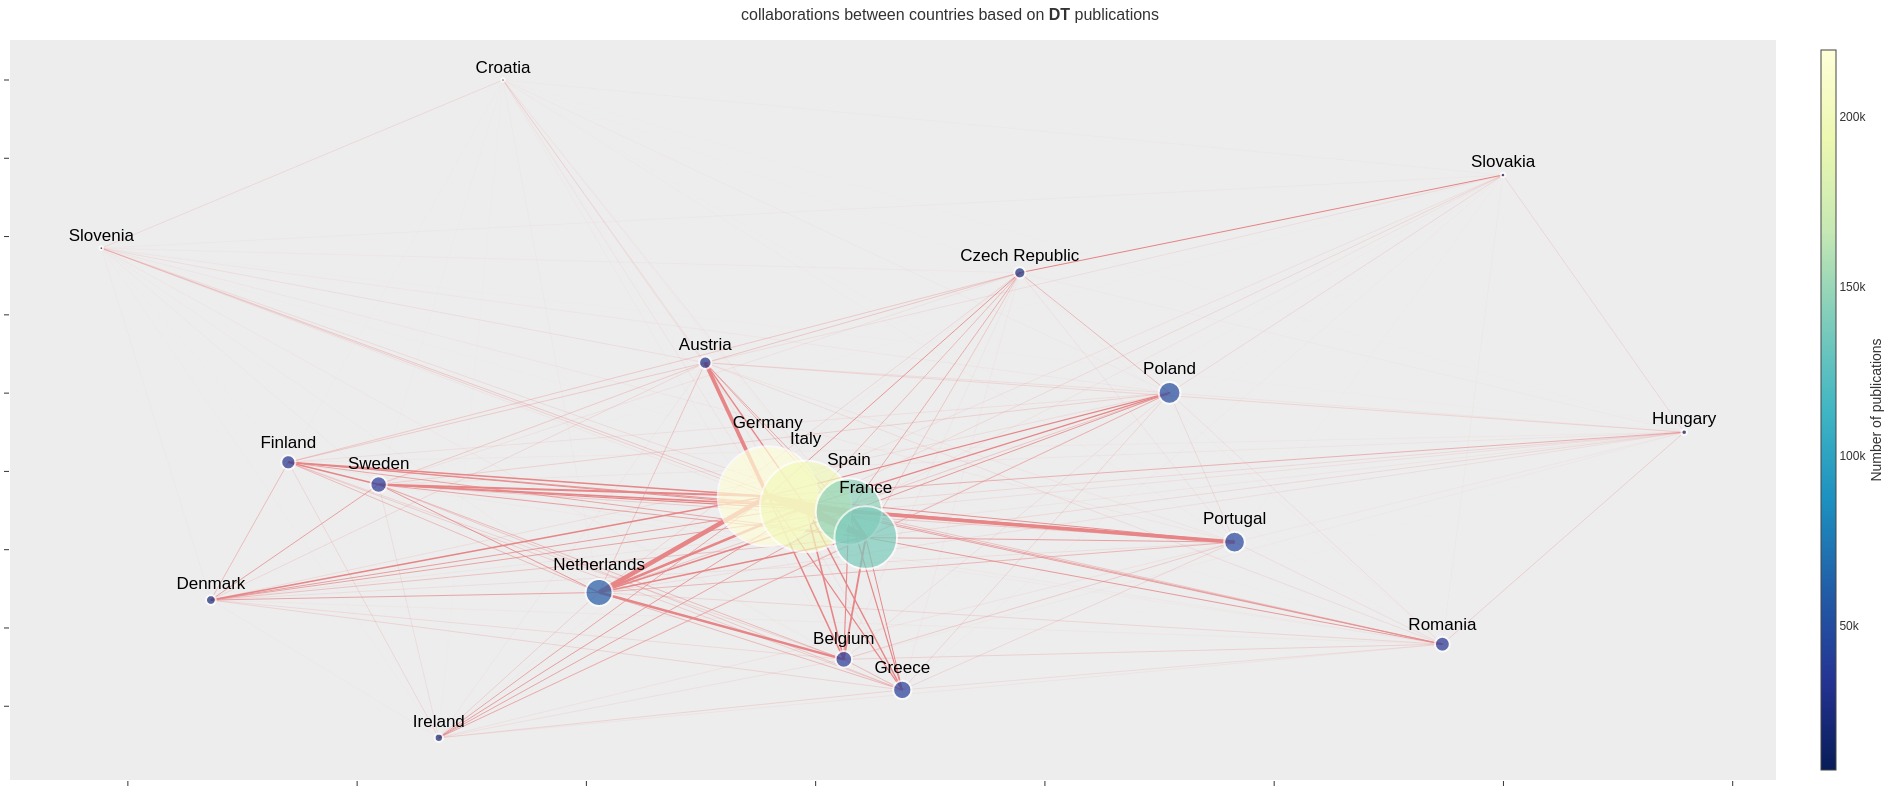 collaborations between countries based on DT publications
Croatia
Slovakia
Slovenia
Czech Republic
Austria
Poland
Germany
Italy
Hungary
Finland
Sweden
Spain
France
Portugal
Netherlands
Denmark
Belgium
Romania
Greece
Ireland
200k
150k
100k
50k
Number of publications